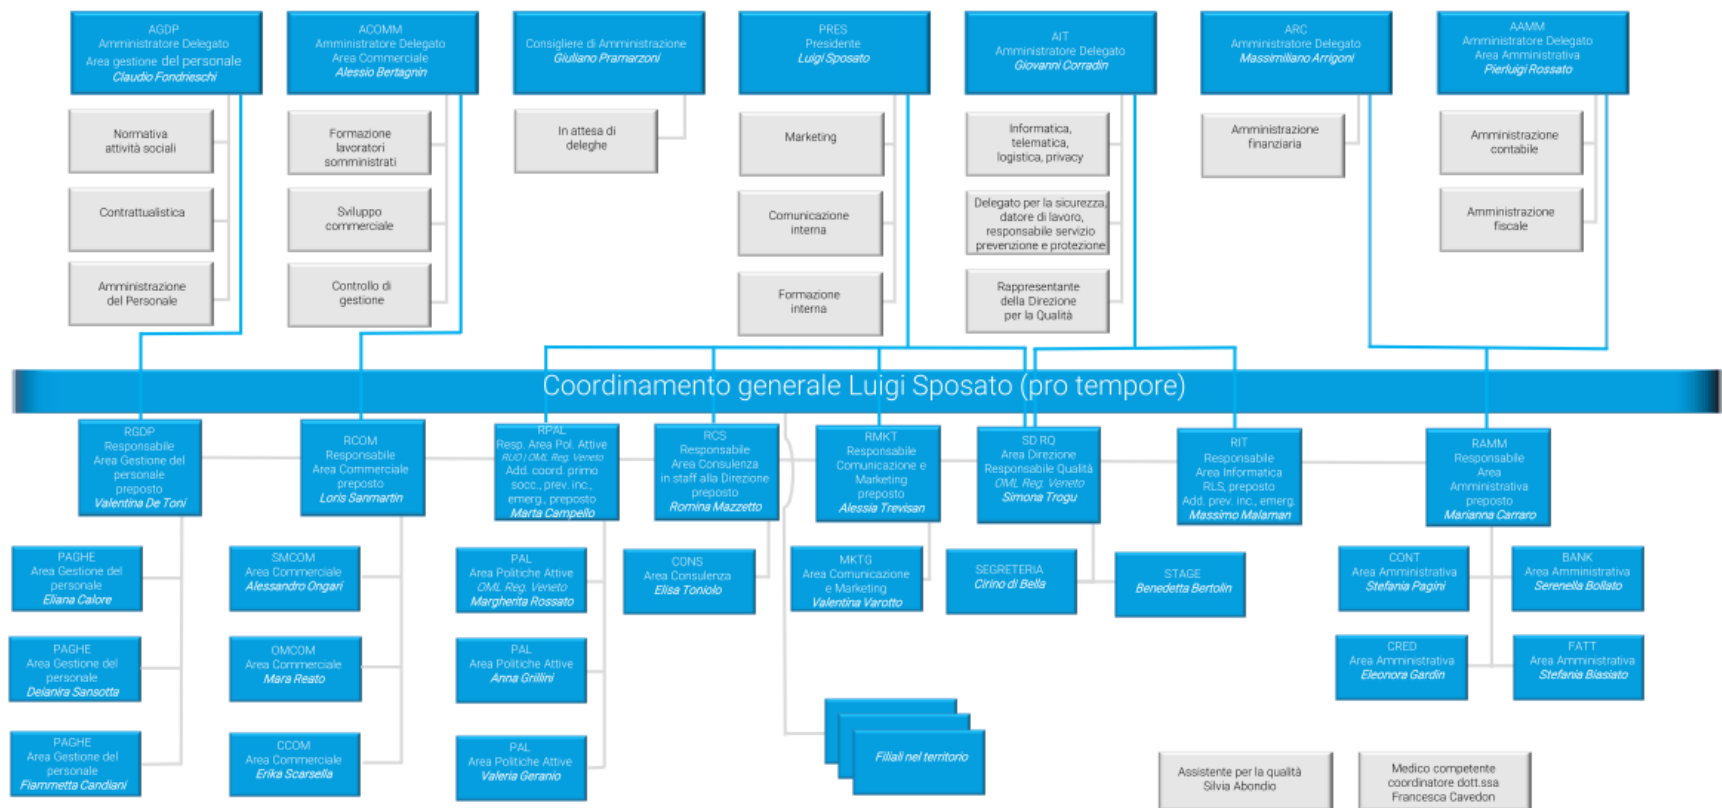 AGDP
Amministratore Delegato
Area gestione del personale
Claudio Fondrieschi
ACOMM
Amministratore Delegato
Area Commerciale
Alessio Bertagnin
Consigliere di Amministrazione
Giuliano Pramarzoni
PRES
Presidente
Luigi Sposato
AIT
Amministratore Delegato
Giovanni Corradin
ARC
Amministratore Delegato
Massimiliano Arrigoni
AAMM
Amministratore Delegato
Area Amministrativa
Pierluigi Rossato
Normativa
attività sociali
Contrattualistica
Amministrazione
del Personale
Formazione
lavoratori
somministrati
Sviluppo
commerciale
Controllo di
gestione
In attesa di
deleghe
Marketing
Comunicazione
interna
Formazione
interna
Informatica,
telematica,
logistica, privacy
Delegato per la sicurezza,
datore di lavoro,
responsabile servizio
prevenzione e protezione
Rappresentante
della Direzione
per la Qualità
Amministrazione
finanziaria
Amministrazione
contabile
Amministrazione
fiscale
Coordinamento generale Luigi Sposato (pro tempore)
RGDP
Responsabile
Area Gestione del
personale
preposto
Valentina De Toni
RCOM
Responsabile
Area Commerciale
preposto
Loris Sanmartin
RPAL
Resp. Area Pol. Attive
RUO | OML Reg. Veneto
Add. coord. primo
socc., prev. inc.,
emerg., preposto
Marta Campello
RCS
Responsabile
Area Consulenza
in staff alla Direzione
preposto
Romina Mazzetto
RMKT
Responsabile
Comunicazione e
Marketing
preposto
Alessia Trevisan
SD RQ
Area Direzione
Responsabile Qualità
OML Reg. Veneto
Simona Trogu
RIT
Responsabile
Area Informatica
RLS, preposto
Add. prev. inc., emerg.
Massimo Malaman
RAMM
Responsabile
Area
Amministrativa
preposto
Marianna Carraro
PAGHE
Area Gestione del
personale
Eliana Calore
PAGHE
Area Gestione del
personale
Deianira Sansotta
PAGHE
Area Gestione del
personale
Fiammetta Candiani
SMCOM
Area Commerciale
Alessandro Ongari
OMCOM
Area Commerciale
Mara Reato
CCOM
Area Commerciale
Erika Scarsella
PAL
Area Politiche Attive
OML Reg. Veneto
Margherita Rossato
PAL
Area Politiche Attive
Anna Grillini
PAL
Area Politiche Attive
Valeria Geranio
CONS
Area Consulenza
Elisa Toniolo
MKTG
Area Comunicazione
e Marketing
Valentina Varotto
SEGRETERIA
Cirino di Bella
STAGE
Benedetta Bertolin
CONT
Area Amministrativa
Stefania Pagini
BANK
Area Amministrativa
Serenella Bollato
CRED
Area Amministrativa
Eleonora Gardin
FATT
Area Amministrativa
Stefania Biasiato
Filiali nel territorio
Assistente per la qualità
Silvia Abondio
Medico competente
coordinatore dott.ssa
Francesca Cavedon